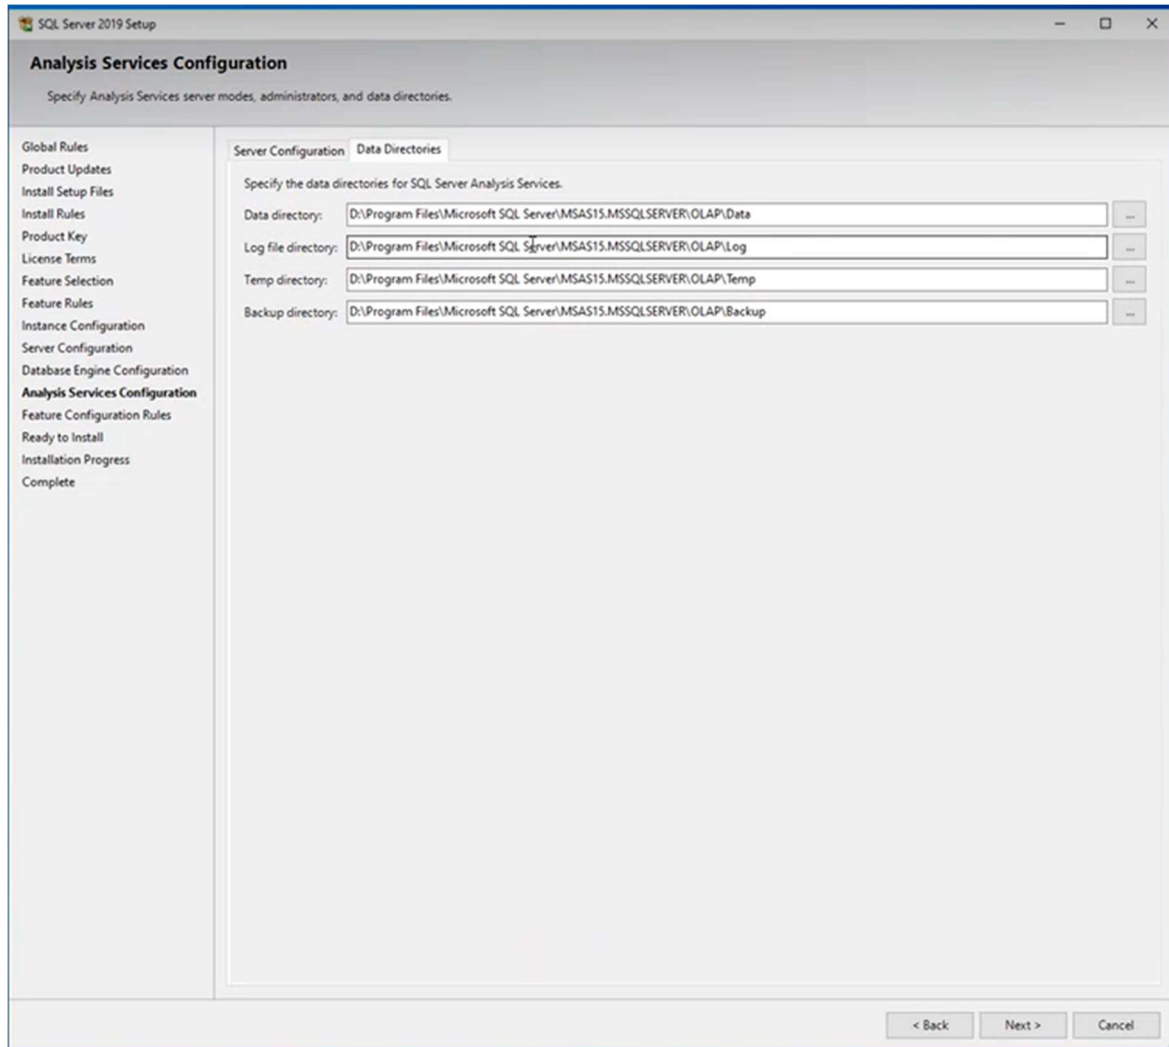 SQL Server 2019 Setup
Analysis Services Configuration
Specify Analysis Services server modes, administrators, and data directories.
Global Rules
Product Updates
Install Setup Files
Install Rules
Product Key
License Terms
Feature Selection
Feature Rules
Instance Configuration
Server Configuration
Database Engine Configuration
Analysis Services Configuration
Feature Configuration Rules
Ready to Install
Installation Progress
Complete
Server Configuration Data Directories
Specify the data directories for SQL Server Analysis Services.
Data directory: D:\Program Files\Microsoft SQL Server\MSAS15.MSSQLSERVER\OLAP\Data ...
Log file directory: D:\Program Files\Microsoft SQL Server\MSAS15.MSSQLSERVER\OLAP\Log ...
Temp directory: D:\Program Files\Microsoft SQL Server\MSAS15.MSSQLSERVER\OLAP\Temp ...
Backup directory: D:\Program Files\Microsoft SQL Server\MSAS15.MSSQLSERVER\OLAP\Backup ...
< Back Next > Cancel